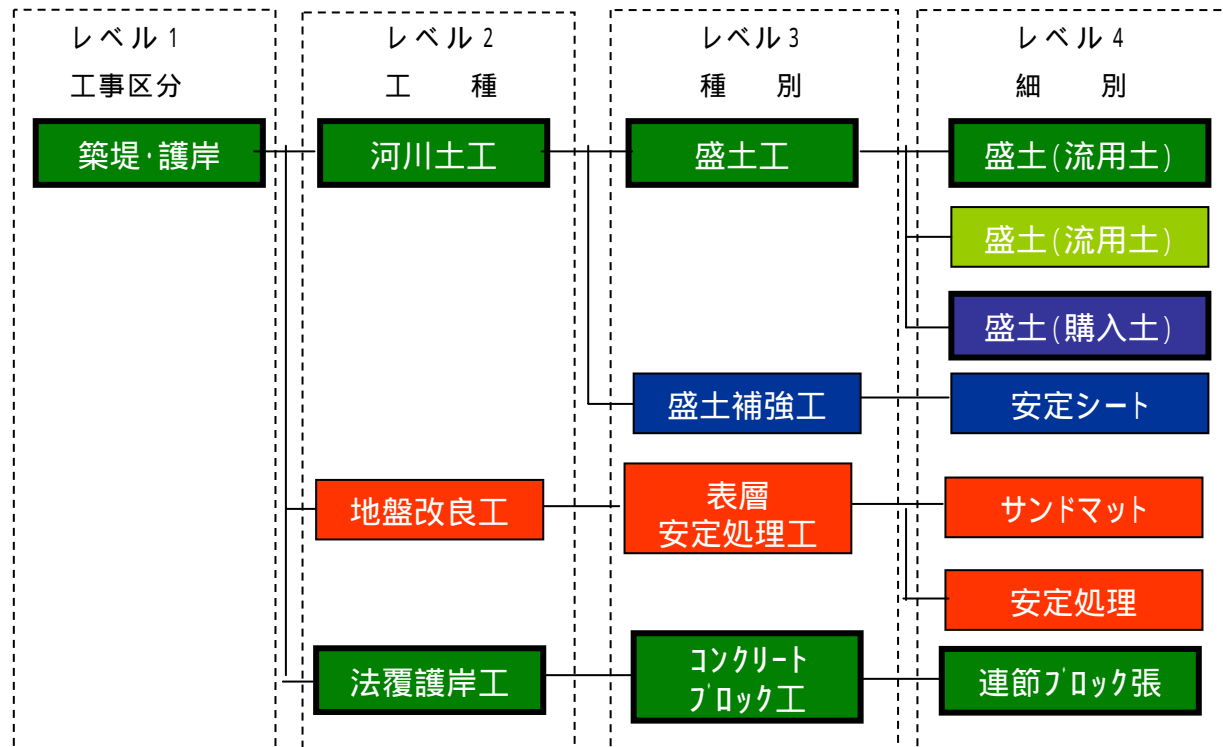 レベル1
レベル2
レベル3
レベル4
工事区分
工　種
種　別
細　別
築堤・護岸
河川土工
盛土工
盛土(流用土)
盛土(流用土)
盛土(購入土)
盛土補強工
安定シート
地盤改良工
表層
安定処理工
サンドマット
安定処理
法覆護岸工
コンクリート
ブロック工
連節ブロック張